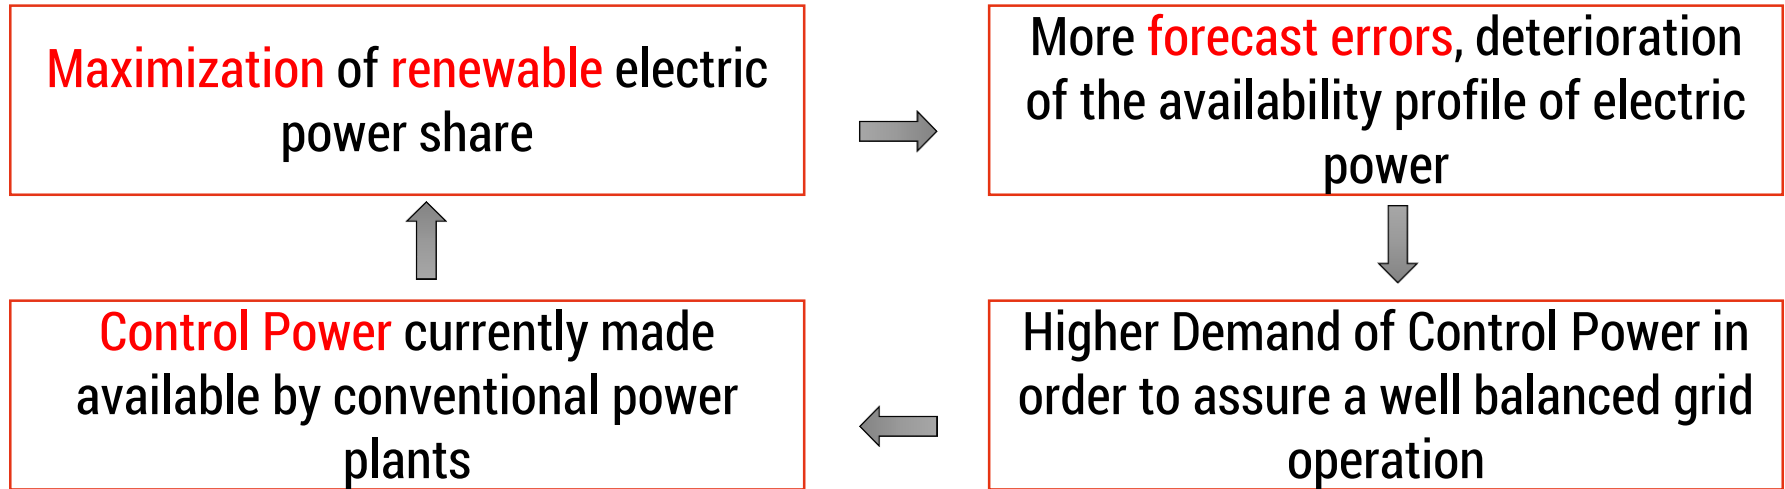 Maximization of renewable electric
power share
More forecast errors, deterioration
of the availability profile of electric
power
Control Power currently made
available by conventional power
plants
Higher Demand of Control Power in
order to assure a well balanced grid
operation